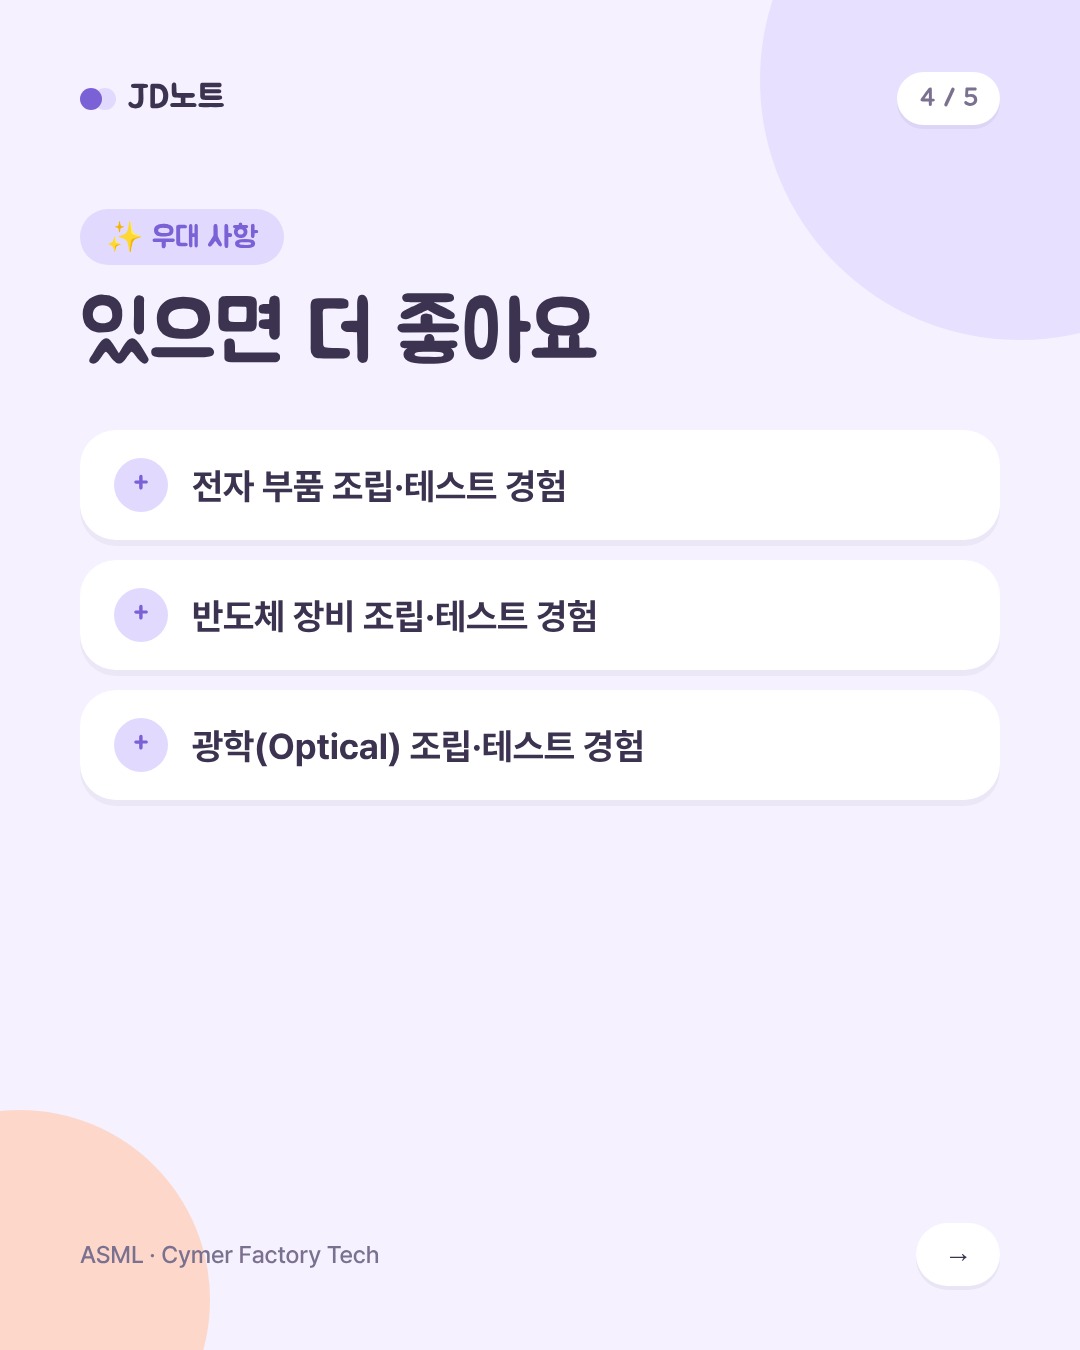 JD노트
4 / 5
✨ 우대 사항
있으면 더 좋아요
+ 전자 부품 조립·테스트 경험
+ 반도체 장비 조립·테스트 경험
+ 광학(Optical) 조립·테스트 경험
ASML · Cymer Factory Tech
→